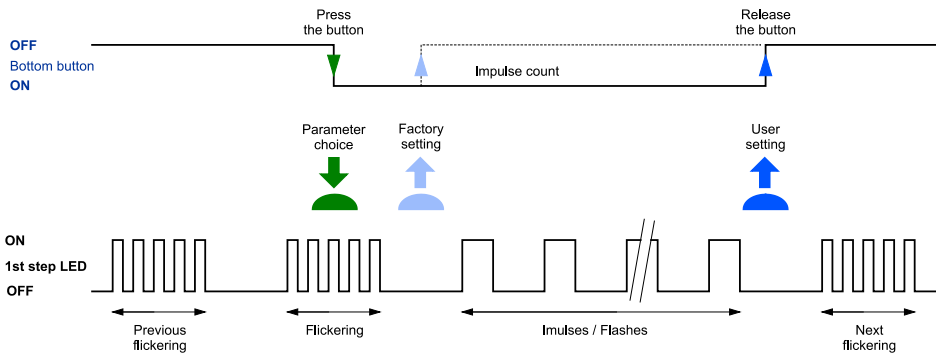 Press
the button
Release
the button
OFF
Bottom button
ON
Impulse count
Parameter
choice
Factory
setting
User
setting
ON
1st step LED
OFF
Previous
flickering
Flickering
Imulses / Flashes
Next
flickering